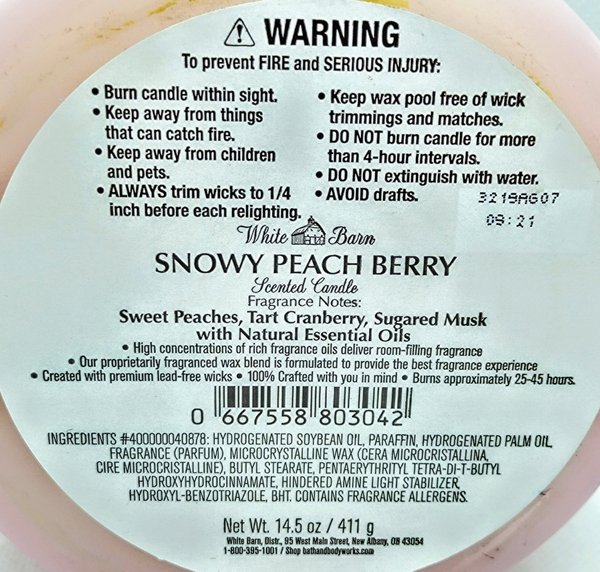 ⚠ WARNING
To prevent FIRE and SERIOUS INJURY:
• Burn candle within sight.
• Keep away from things
that can catch fire.
• Keep away from children
and pets.
• ALWAYS trim wicks to 1/4
inch before each relighting.
• Keep wax pool free of wick
trimmings and matches.
• DO NOT burn candle for more
than 4-hour intervals.
• DO NOT extinguish with water.
• AVOID drafts.
3219AG07
09:21
White Barn
SNOWY PEACH BERRY
Scented Candle
Fragrance Notes:
Sweet Peaches, Tart Cranberry, Sugared Musk
with Natural Essential Oils
• High concentrations of rich fragrance oils deliver room-filling fragrance
• Our proprietarily fragranced wax blend is formulated to provide the best fragrance experience
• Created with premium lead-free wicks • 100% Crafted with you in mind • Burns approximately 25-45 hours.
0 667558 803042
INGREDIENTS #400000040878: HYDROGENATED SOYBEAN OIL, PARAFFIN, HYDROGENATED PALM OIL,
FRAGRANCE (PARFUM), MICROCRYSTALLINE WAX (CERA MICROCRISTALLINA,
CIRE MICROCRISTALLINE), BUTYL STEARATE, PENTAERYTHRITYL TETRA-DI-T-BUTYL
HYDROXYHYDROCINNAMATE, HINDERED AMINE LIGHT STABILIZER,
HYDROXYL-BENZOTRIAZOLE, BHT. CONTAINS FRAGRANCE ALLERGENS.
Net Wt. 14.5 oz / 411 g
White Barn, Distr., 95 West Main Street, New Albany, OH 43054
1-800-395-1001 / Shop bathandbodyworks.com